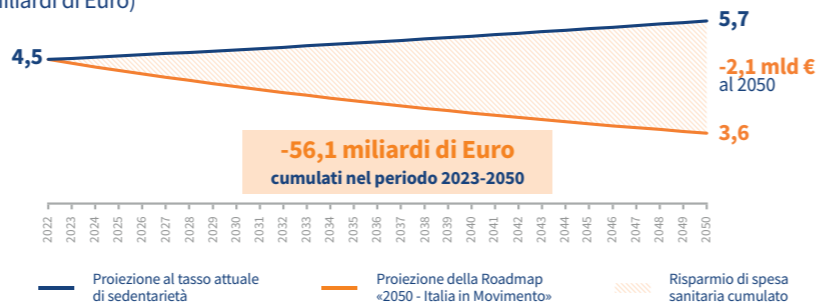 miliardi di Euro)
4,5
5,7
-2,1 mld €
al 2050
3,6
-56,1 miliardi di Euro
cumulati nel periodo 2023-2050
2022 2023 2024 2025 2026 2027 2028 2029 2030 2031 2032 2033 2034 2035 2036 2037 2038 2039 2040 2041 2042 2043 2044 2045 2046 2047 2048 2049 2050
Proiezione al tasso attuale
di sedentarietà
Proiezione della Roadmap
«2050 - Italia in Movimento»
Risparmio di spesa
sanitaria cumulato